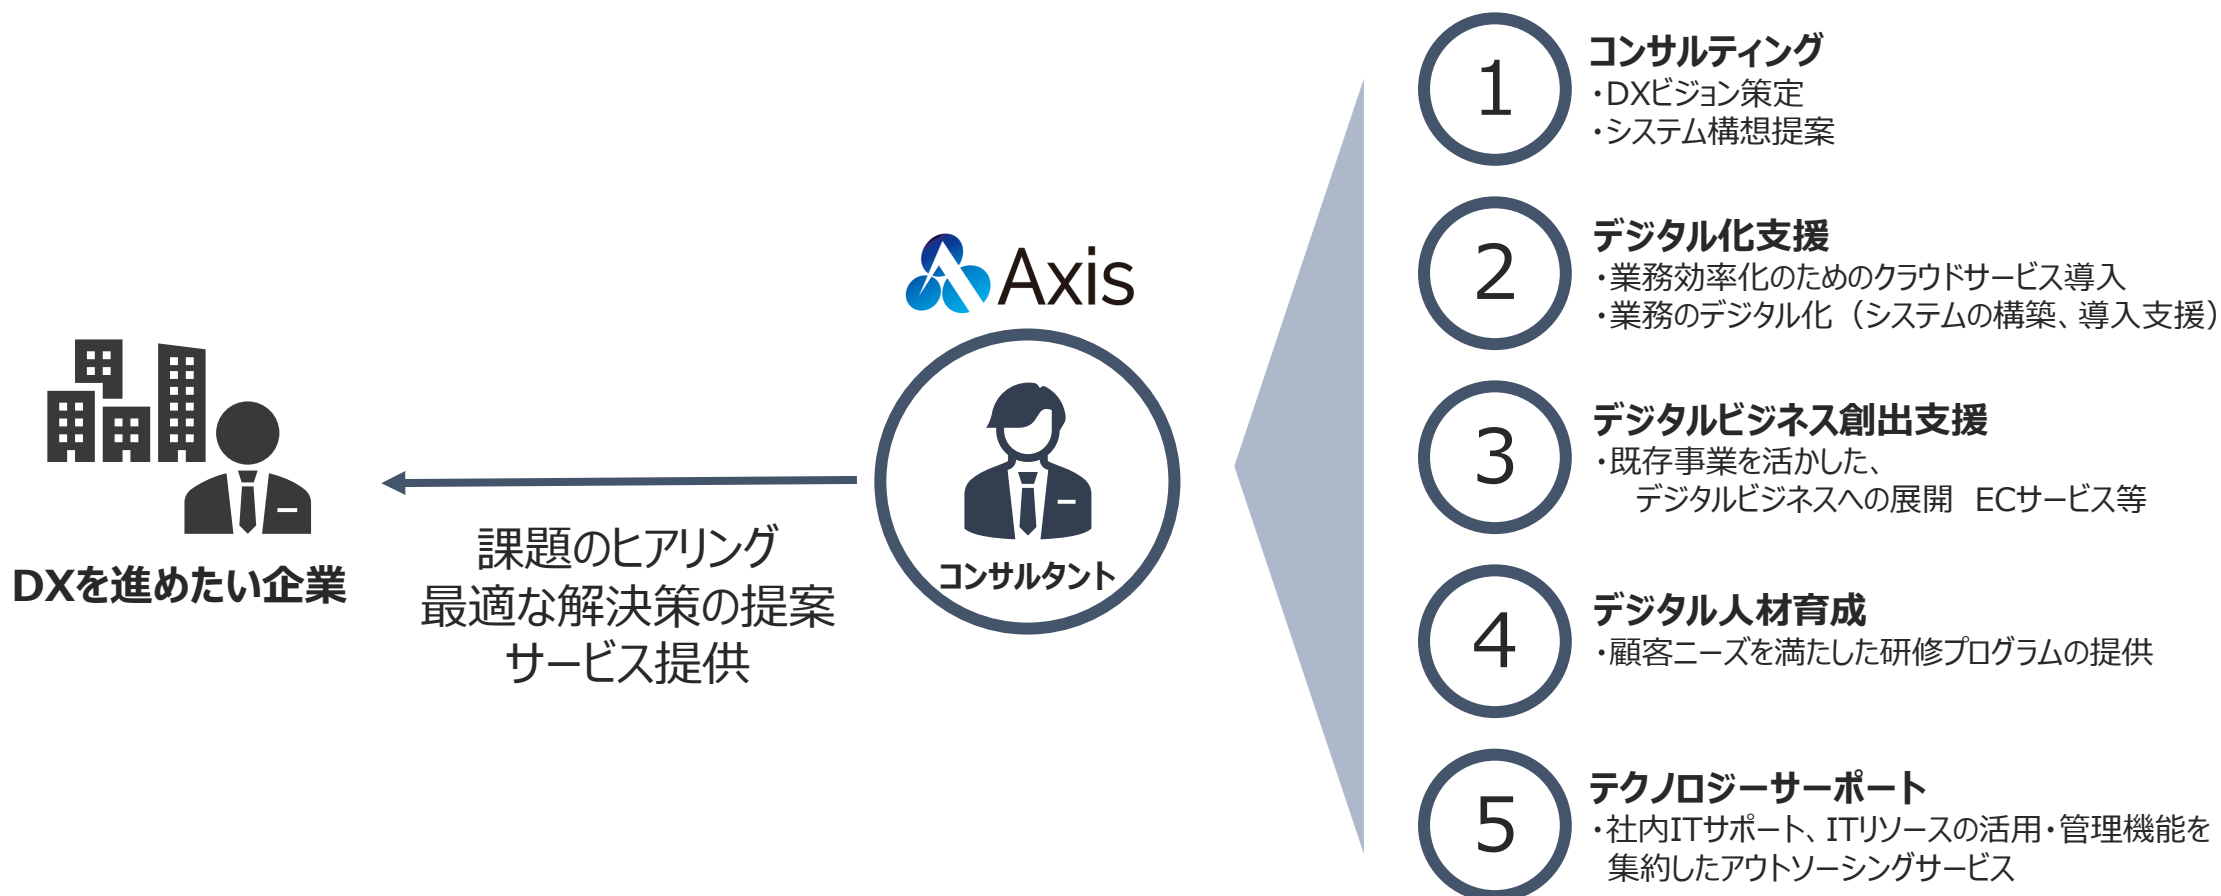 DXを進めたい企業
課題のヒアリング
最適な解決策の提案
サービス提供
Axis
コンサルタント
1
コンサルティング
・DXビジョン策定
・システム構想提案
2
デジタル化支援
・業務効率化のためのクラウドサービス導入
・業務のデジタル化（システムの構築、導入支援）
3
デジタルビジネス創出支援
・既存事業を活かした、
デジタルビジネスへの展開　ECサービス等
4
デジタル人材育成
・顧客ニーズを満たした研修プログラムの提供
5
テクノロジーサーポート
・社内ITサポート、ITリソースの活用・管理機能を
集約したアウトソーシングサービス